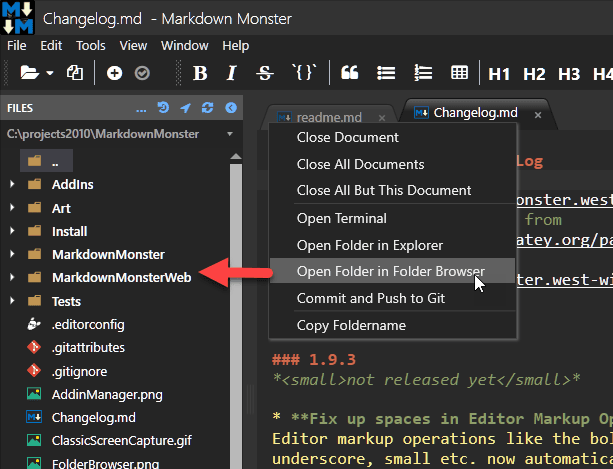 Changelog.md - Markdown Monster
File Edit Tools View Window Help
B I S `{}` H1 H2 H3 H4
FILES ...
C:\projects2010\MarkdownMonster
readme.md
Changelog.md
..
AddIns
Art
Install
MarkdownMonster
MarkdownMonsterWeb
Tests
.editorconfig
.gitattributes
.gitignore
AddinManager.png
Changelog.md
ClassicScreenCapture.gif
FolderBrowser.png
Close Document
Close All Documents
Close All But This Document
Open Terminal
Open Folder in Explorer
Open Folder in Folder Browser
Commit and Push to Git
Copy Foldername
Log
onster.west
from
atey.org/pa
ter.west-wi
### 1.9.3
*<small>not released yet</small>*
* **Fix up spaces in Editor Markup Op
Editor markup operations like the bol
underscore, small etc. now automatica